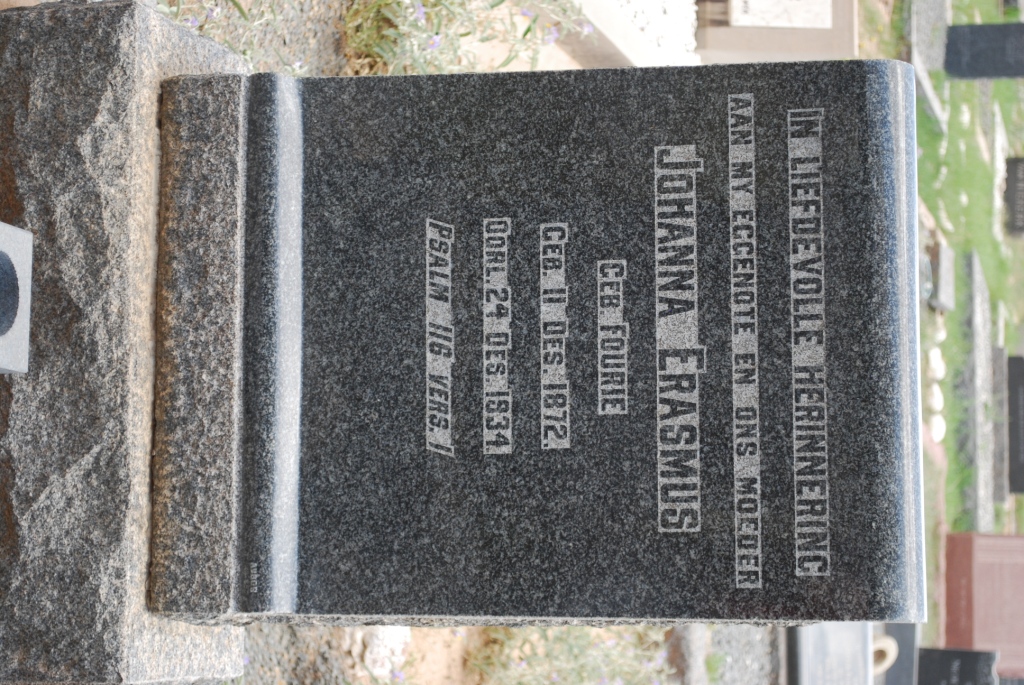 IN LIEFDEVOLLE HERINNERING
AAN MY EGGENOTE EN ONS MOEDER
JOHANNA ERASMUS
GEB FOURIE
GEB. 11 DES. 1872.
OORL. 24 DES. 1934.
PSALM 116 VERS 1